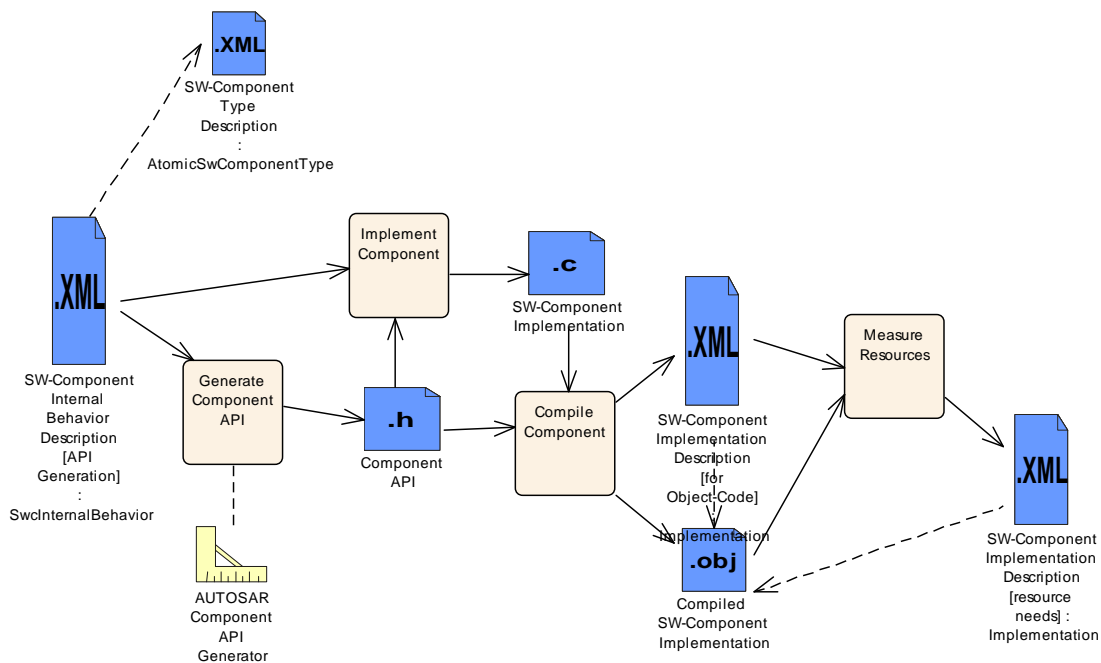 .XML
SW-Component
Type
Description
:
AtomicSwComponentType
.XML
SW-Component
Internal
Behavior
Description
[API
Generation]
:
SwcInternalBehavior
Implement
Component
.c
SW-Component
Implementation
Generate
Component
API
.h
Component
API
AUTOSAR
Component
API
Generator
Compile
Component
.XML
SW-Component
Implementation
Description
[for
Object-Code]
:
Implementation
.obj
Compiled
SW-Component
Implementation
Measure
Resources
.XML
SW-Component
Implementation
Description
[resource
needs] :
Implementation